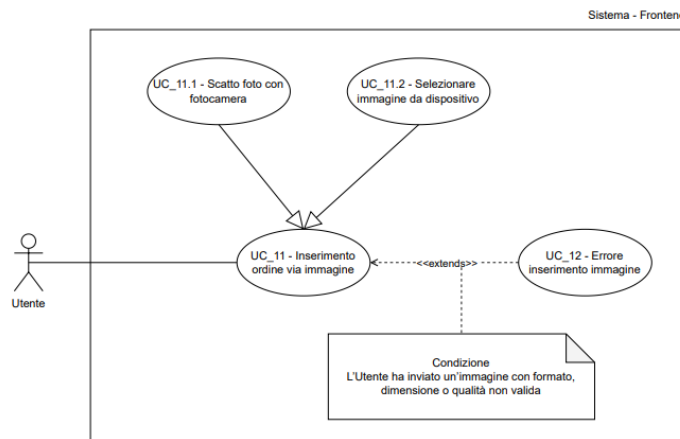 Sistema - Frontend
UC_11.1 - Scatto foto con
fotocamera
UC_11.2 - Selezionare
immagine da dispositivo
UC_11 - Inserimento
ordine via immagine
<<extends>>
UC_12 - Errore
inserimento immagine
Utente
Condizione
L'Utente ha inviato un'immagine con formato,
dimensione o qualità non valida